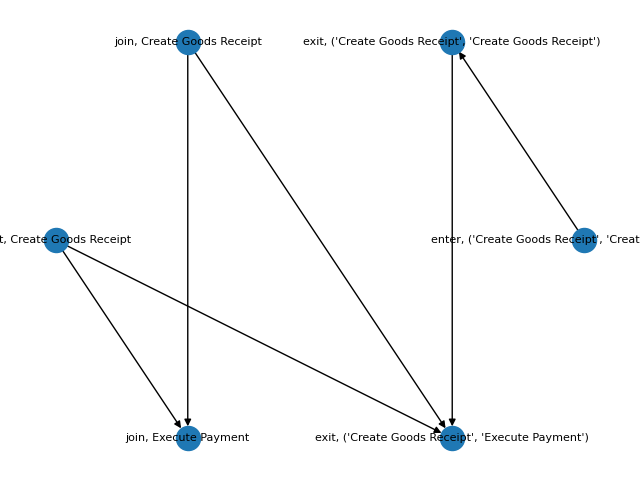 join, Create Goods Receipt
exit, ('Create Goods Receipt', 'Create Goods Receipt')
t, Create Goods Receipt
enter, ('Create Goods Receipt', 'Creat
join, Execute Payment
exit, ('Create Goods Receipt', 'Execute Payment')